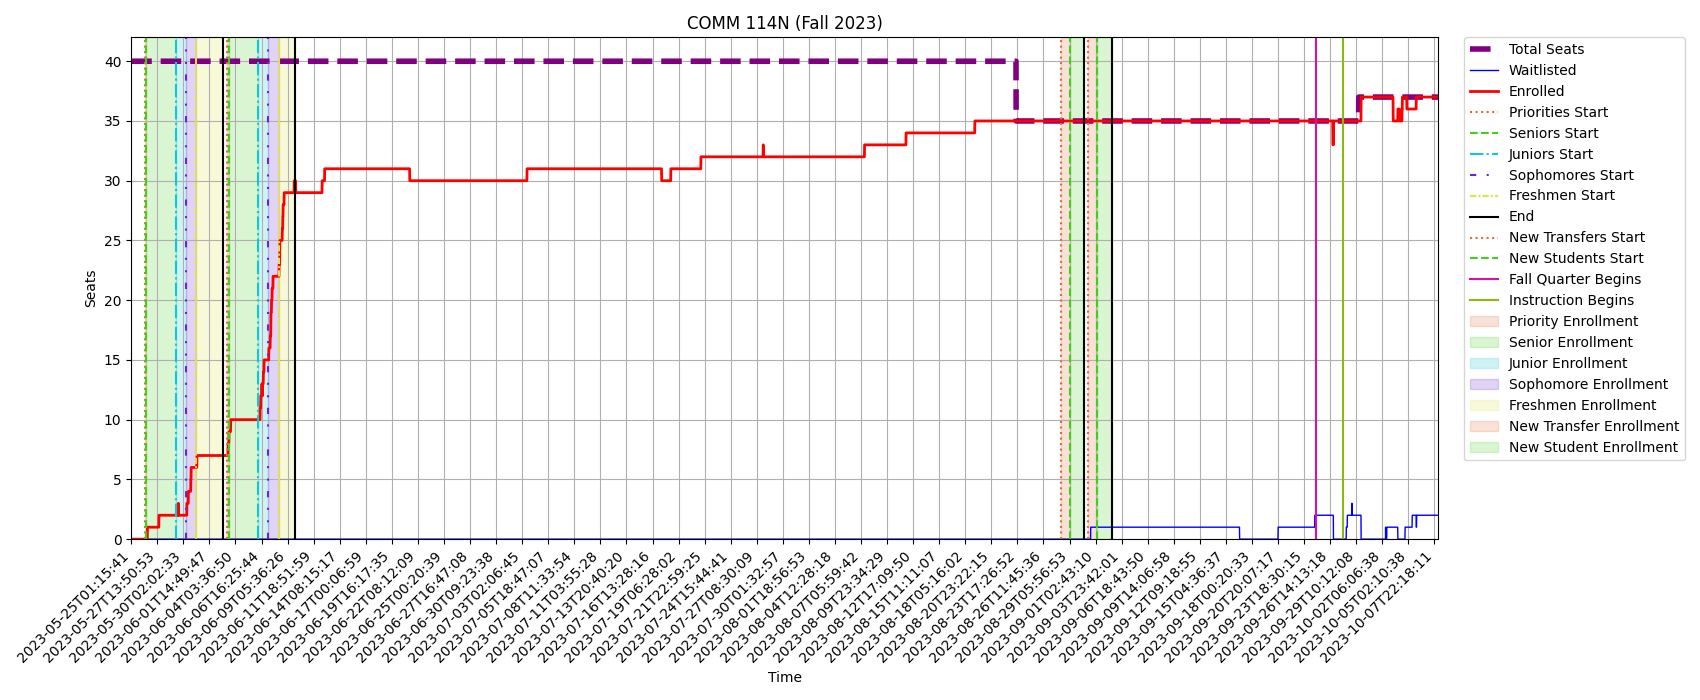 COMM 114N (Fall 2023)
Seats
40
35
30
25
20
15
10
5
0
2023-05-25T01:15:41
2023-05-27T13:50:53
2023-05-30T02:02:33
2023-06-01T14:49:47
2023-06-04T03:36:50
2023-06-06T16:25:44
2023-06-09T05:36:20
2023-06-11T18:51:59
2023-06-14T08:15:17
2023-06-17T00:06:59
2023-06-19T16:17:35
2023-06-22T08:12:09
2023-06-25T00:20:39
2023-06-27T16:47:08
2023-06-30T09:23:38
2023-07-03T02:06:45
2023-07-05T18:47:07
2023-07-08T11:33:54
2023-07-11T03:55:28
2023-07-13T20:40:20
2023-07-16T13:28:16
2023-07-19T06:28:02
2023-07-21T22:59:25
2023-07-24T15:44:41
2023-07-27T08:30:09
2023-07-30T01:32:57
2023-08-01T18:56:53
2023-08-04T12:28:18
2023-08-07T05:59:42
2023-08-09T23:34:29
2023-08-12T17:09:50
2023-08-15T11:11:07
2023-08-18T05:16:02
2023-08-20T23:22:15
2023-08-23T17:26:52
2023-08-26T11:45:36
2023-08-29T05:56:53
2023-09-01T02:43:10
2023-09-03T23:42:01
2023-09-06T18:43:50
2023-09-09T14:06:58
2023-09-12T09:18:55
2023-09-15T04:36:37
2023-09-18T00:20:33
2023-09-20T20:07:17
2023-09-23T18:30:15
2023-09-26T14:13:18
2023-09-29T10:12:08
2023-10-02T06:06:38
2023-10-05T02:10:38
2023-10-07T22:18:11
Time
Total Seats
Waitlisted
Enrolled
Priorities Start
Seniors Start
Juniors Start
Sophomores Start
Freshmen Start
End
New Transfers Start
New Students Start
Fall Quarter Begins
Instruction Begins
Priority Enrollment
Senior Enrollment
Junior Enrollment
Sophomore Enrollment
Freshmen Enrollment
New Transfer Enrollment
New Student Enrollment